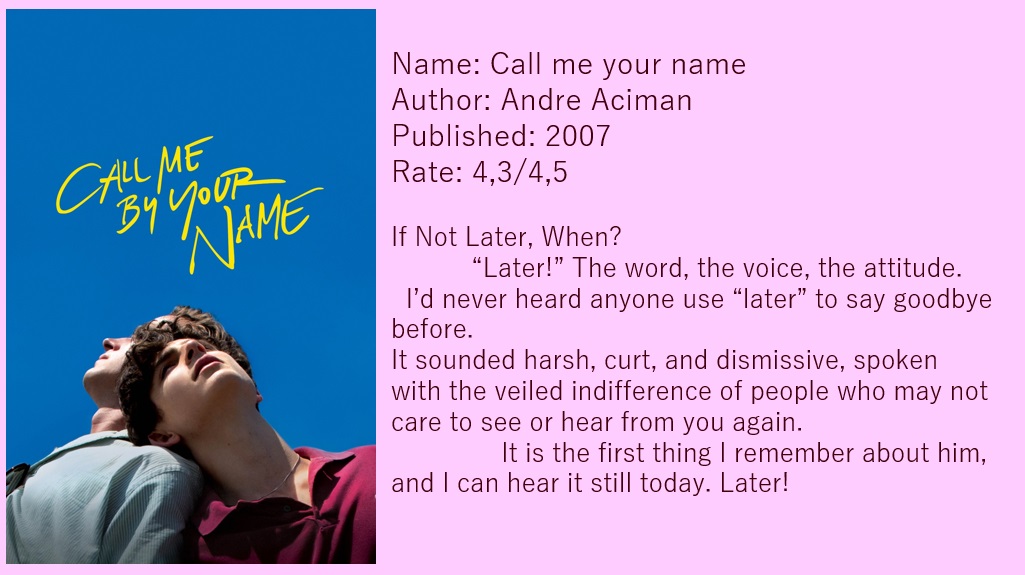 CALL ME
BY YOUR
NAME
Name: Call me your name
Author: Andre Aciman
Published: 2007
Rate: 4,3/4,5
If Not Later, When?
“Later!” The word, the voice, the attitude.
I’d never heard anyone use “later” to say goodbye
before.
It sounded harsh, curt, and dismissive, spoken
with the veiled indifference of people who may not
care to see or hear from you again.
It is the first thing I remember about him,
and I can hear it still today. Later!